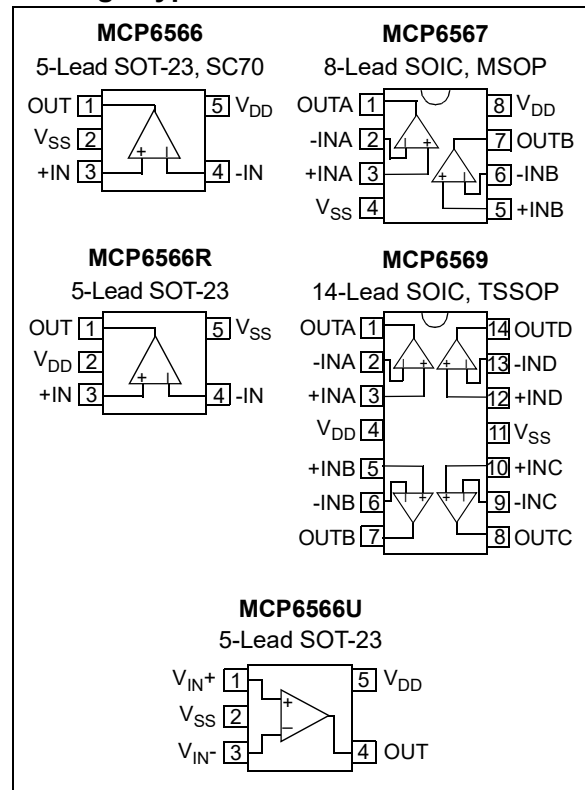 MCP6566
5-Lead SOT-23, SC70
OUT 1 5 VDD
VSS 2
+IN 3 4 -IN
MCP6567
8-Lead SOIC, MSOP
OUTA 1 8 VDD
-INA 2 7 OUTB
+INA 3 6 -INB
VSS 4 5 +INB
MCP6566R
5-Lead SOT-23
OUT 1 5 VSS
VDD 2
+IN 3 4 -IN
MCP6569
14-Lead SOIC, TSSOP
OUTA 1 14 OUTD
-INA 2 13 -IND
+INA 3 12 +IND
VDD 4 11 VSS
+INB 5 10 +INC
-INB 6 9 -INC
OUTB 7 8 OUTC
MCP6566U
5-Lead SOT-23
VIN+ 1 5 VDD
VSS 2
VIN- 3 4 OUT